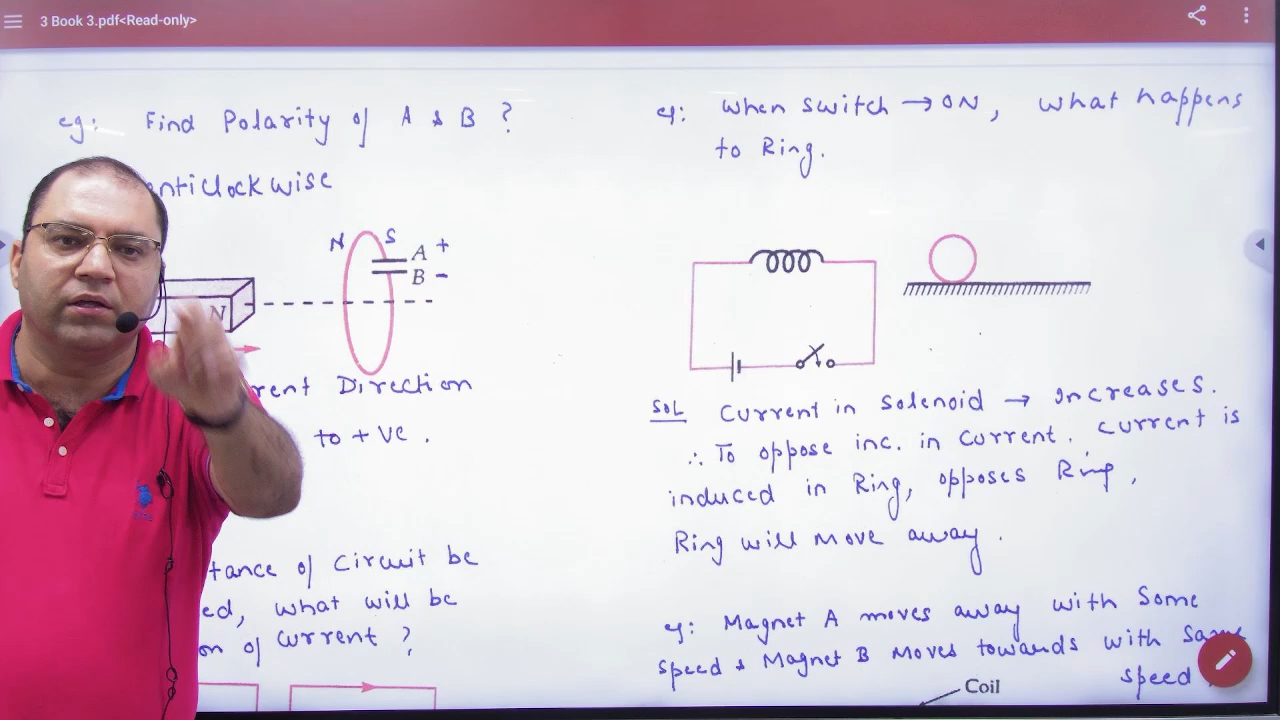 3 Book 3.pdf<Read-only>
eg: Find Polarity of A & B ?
anticlockwise
N S
A +
B -
N
rent Direction
to +ve.
tance of Circuit be
ed, what will be
on of current ?
eg: When switch → ON, what happens
to Ring.
SOL Current in Solenoid → increases.
∴ To oppose inc. in current. current is
induced in Ring, opposes Ring,
Ring will move away.
eg: Magnet A moves away with some
speed & Magnet B moves towards with same
speed
Coil